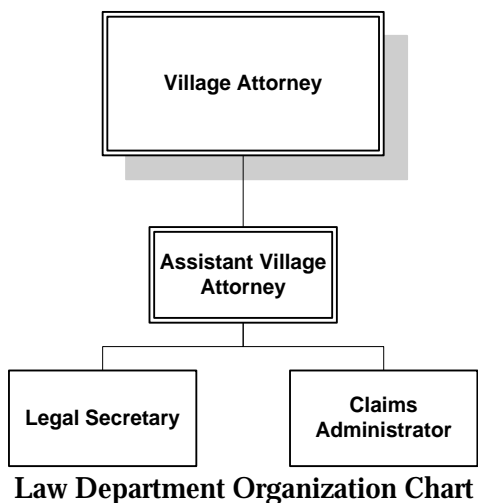 Village Attorney
Assistant Village
Attorney
Legal Secretary
Claims
Administrator
Law Department Organization Chart